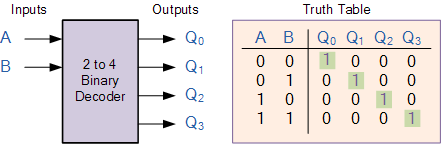 Inputs
Outputs
Truth Table
A
B
2 to 4
Binary
Decoder
Q0
Q1
Q2
Q3
A B Q0 Q1 Q2 Q3
0 0 1 0 0 0
0 1 0 1 0 0
1 0 0 0 1 0
1 1 0 0 0 1